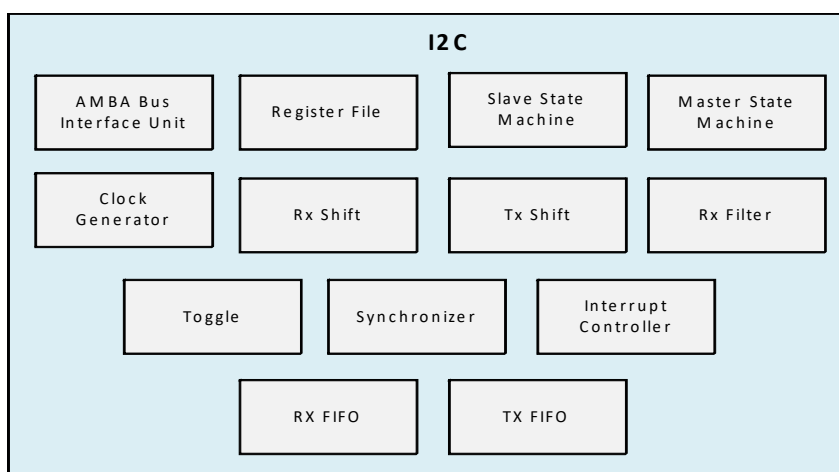 I2C
AMBA Bus
Interface Unit
Register File
Slave State
Machine
Master State
Machine
Clock
Generator
Rx Shift
Tx Shift
Rx Filter
Toggle
Synchronizer
Interrupt
Controller
RX FIFO
TX FIFO